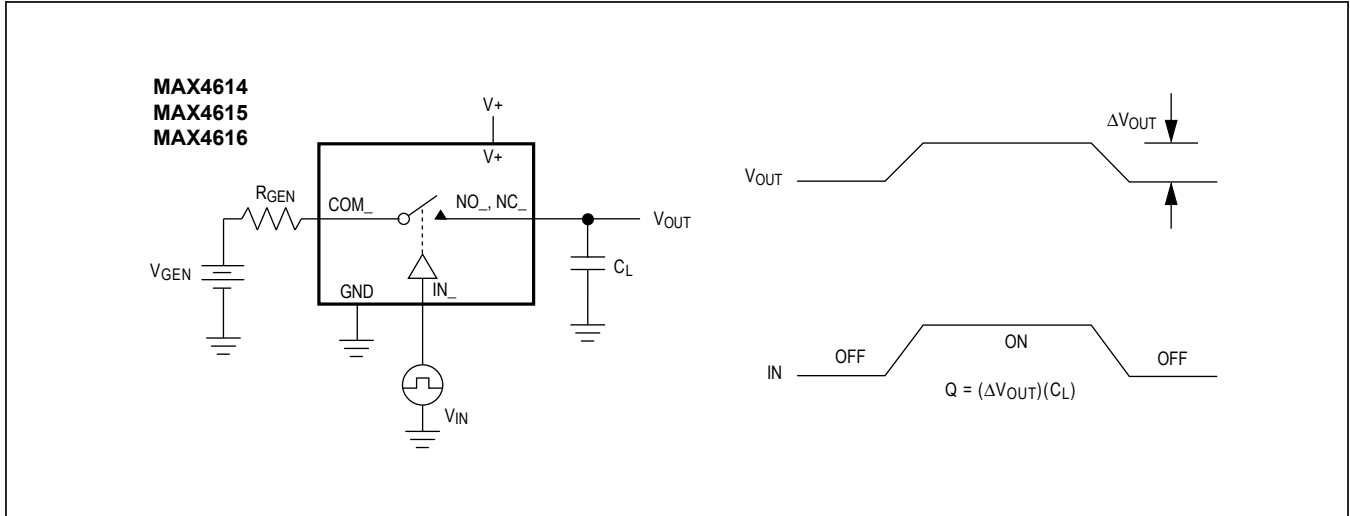 MAX4614
MAX4615
MAX4616
V+
V+
RGEN
COM_
NO_, NC_
VOUT
VGEN
CL
GND
IN_
VIN
ΔVOUT
VOUT
IN
OFF
ON
OFF
Q = (ΔVOUT)(CL)